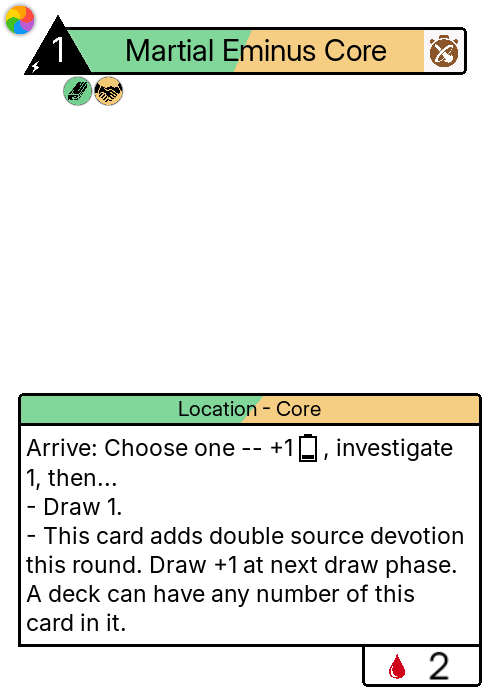 1
Martial Eminus Core
Location - Core
Arrive: Choose one -- +1 , investigate
1, then...
- Draw 1.
- This card adds double source devotion
this round. Draw +1 at next draw phase.
A deck can have any number of this
card in it.
2